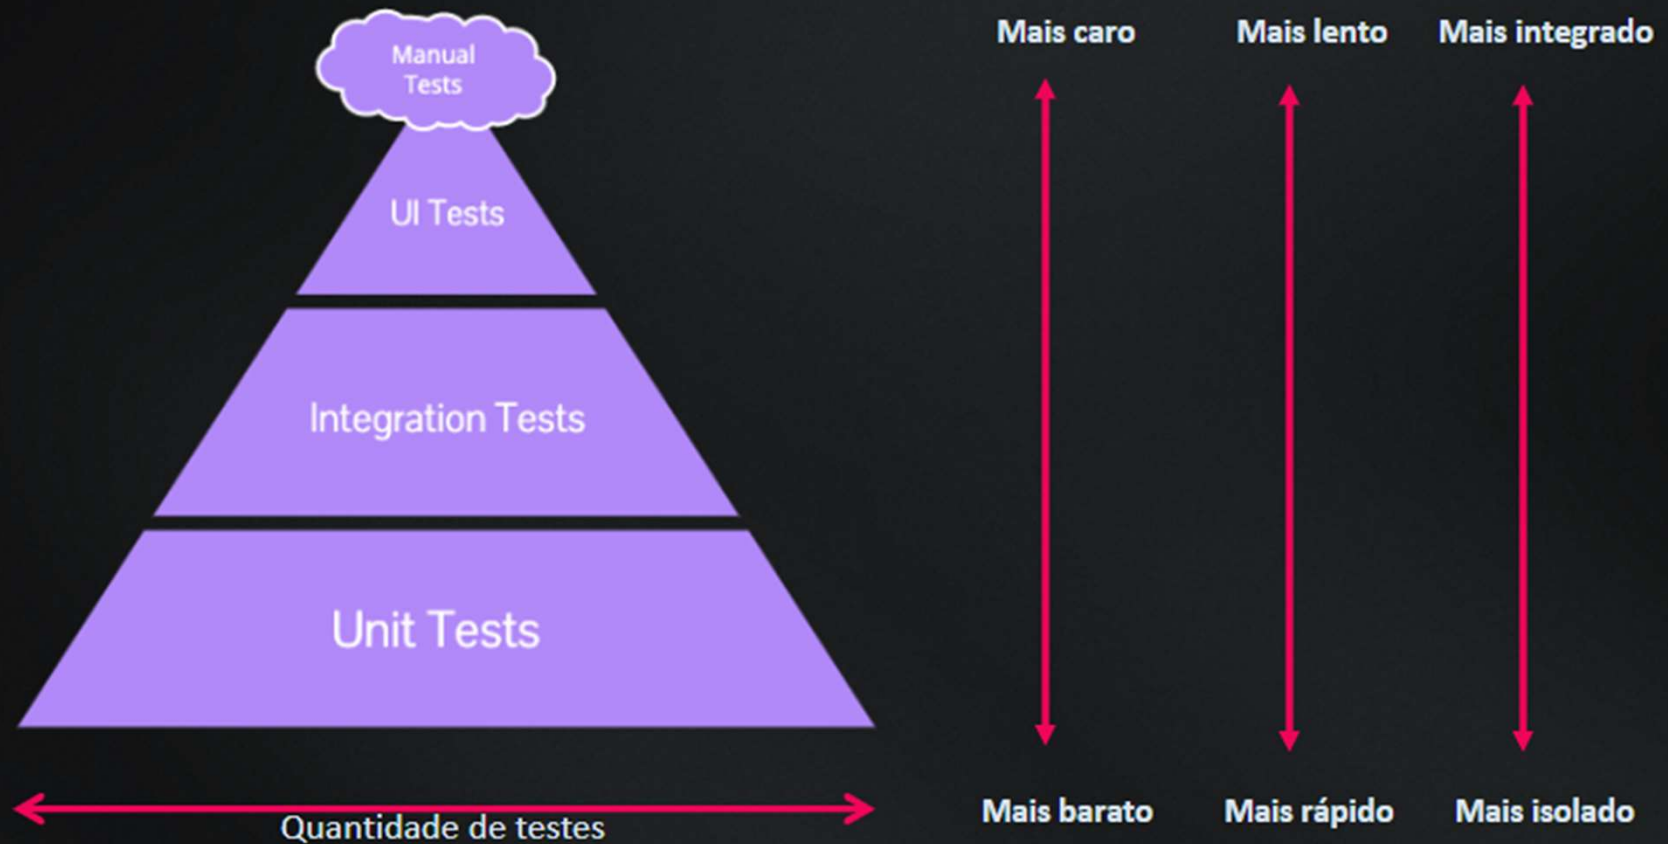 Manual
Tests
UI Tests
Integration Tests
Unit Tests
Quantidade de testes
Mais caro
Mais lento
Mais integrado
Mais barato
Mais rápido
Mais isolado